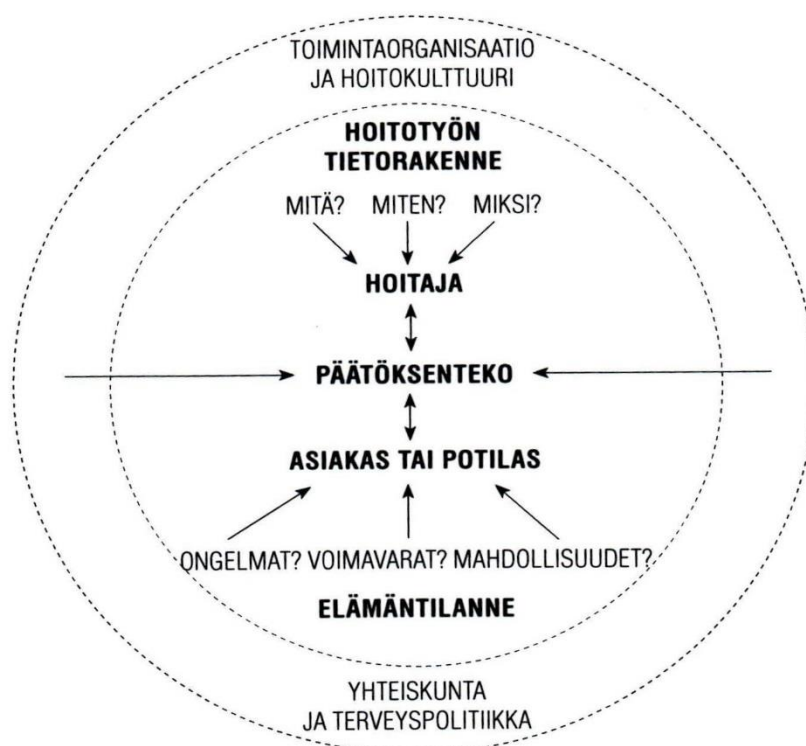 TOIMINTAORGANISAATIO
JA HOITOKULTTUURI
HOITOTYÖN
TIETORAKENNE
MITÄ? MITEN? MIKSI?
HOITAJA
PÄÄTÖKSENTEKO
ASIAKAS TAI POTILAS
ONGELMAT? VOIMAVARAT? MAHDOLLISUUDET?
ELÄMÄNTILANNE
YHTEISKUNTA
JA TERVEYSPOLITIIKKA